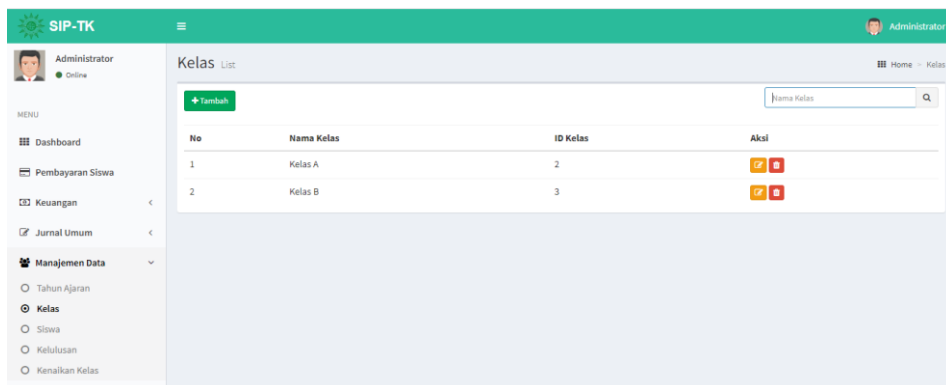 SIP-TK
Administrator
Administrator
Online
Kelas List
Home > Kelas
+Tambah
Nama Kelas
MENU
No Nama Kelas ID Kelas Aksi
1 Kelas A 2
2 Kelas B 3
Dashboard
Pembayaran Siswa
Keuangan
Jurnal Umum
Manajemen Data
Tahun Ajaran
Kelas
Siswa
Kelulusan
Kenaikan Kelas